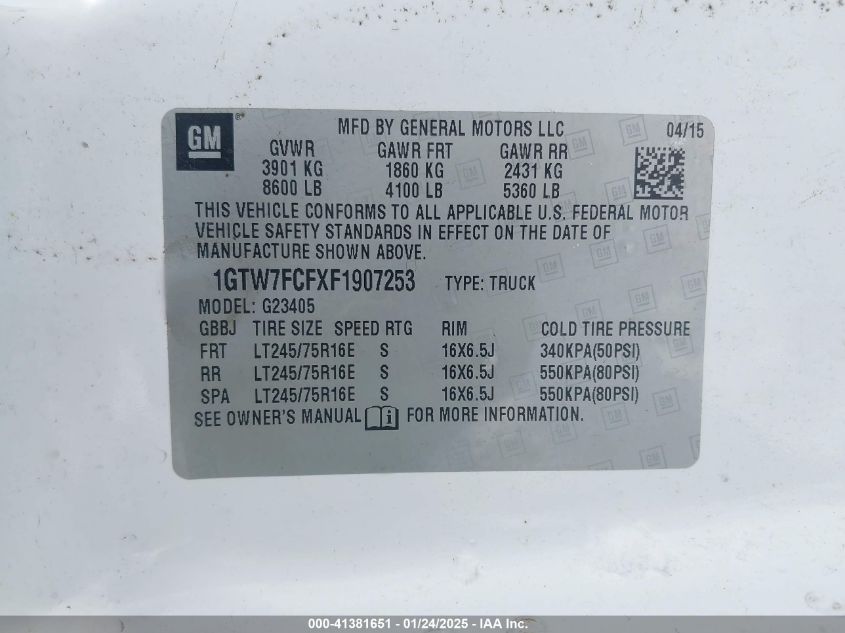 GM ® MFD BY GENERAL MOTORS LLC 04/15
GVWR GAWR FRT GAWR RR
3901 KG 1860 KG 2431 KG
8600 LB 4100 LB 5360 LB
THIS VEHICLE CONFORMS TO ALL APPLICABLE U.S. FEDERAL MOTOR
VEHICLE SAFETY STANDARDS IN EFFECT ON THE DATE OF
MANUFACTURE SHOWN ABOVE.
1GTW7FCFXF1907253 TYPE: TRUCK
MODEL: G23405
GBBJ TIRE SIZE SPEED RTG RIM COLD TIRE PRESSURE
FRT LT245/75R16E S 16X6.5J 340KPA(50PSI)
RR LT245/75R16E S 16X6.5J 550KPA(80PSI)
SPA LT245/75R16E S 16X6.5J 550KPA(80PSI)
SEE OWNER'S MANUAL i FOR MORE INFORMATION.
000-41381651 / 01/24/2025 - IAA Inc.